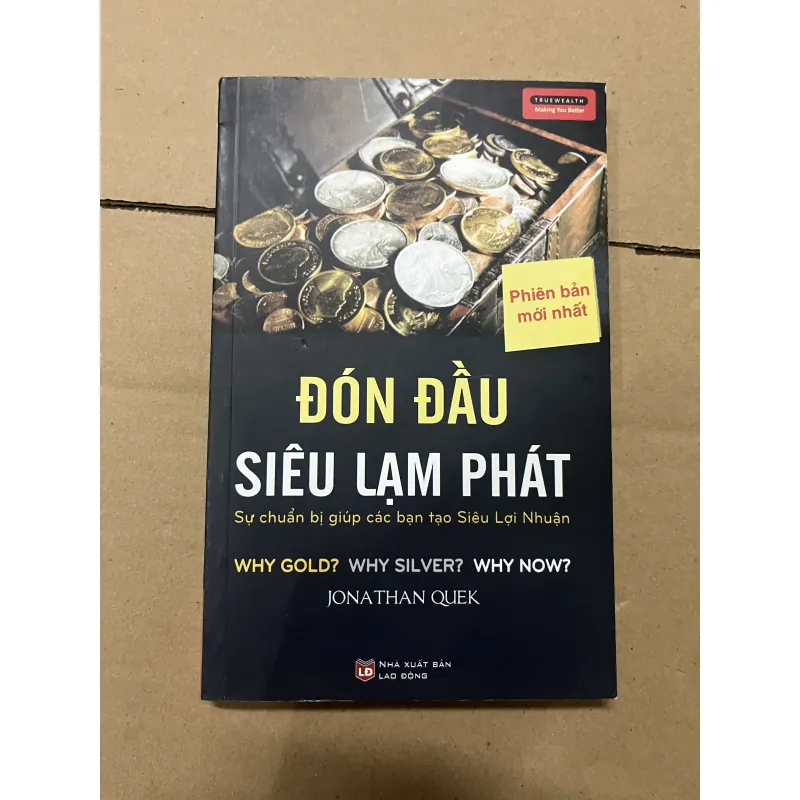 TRUEWEALTH
Making You Better
Phiên bản
mới nhất
ĐÓN ĐẦU
SIÊU LẠM PHÁT
Sự chuẩn bị giúp các bạn tạo Siêu Lợi Nhuận
WHY GOLD? WHY SILVER? WHY NOW?
JONATHAN QUEK
LĐ
NHÀ XUẤT BẢN
LAO ĐỘNG